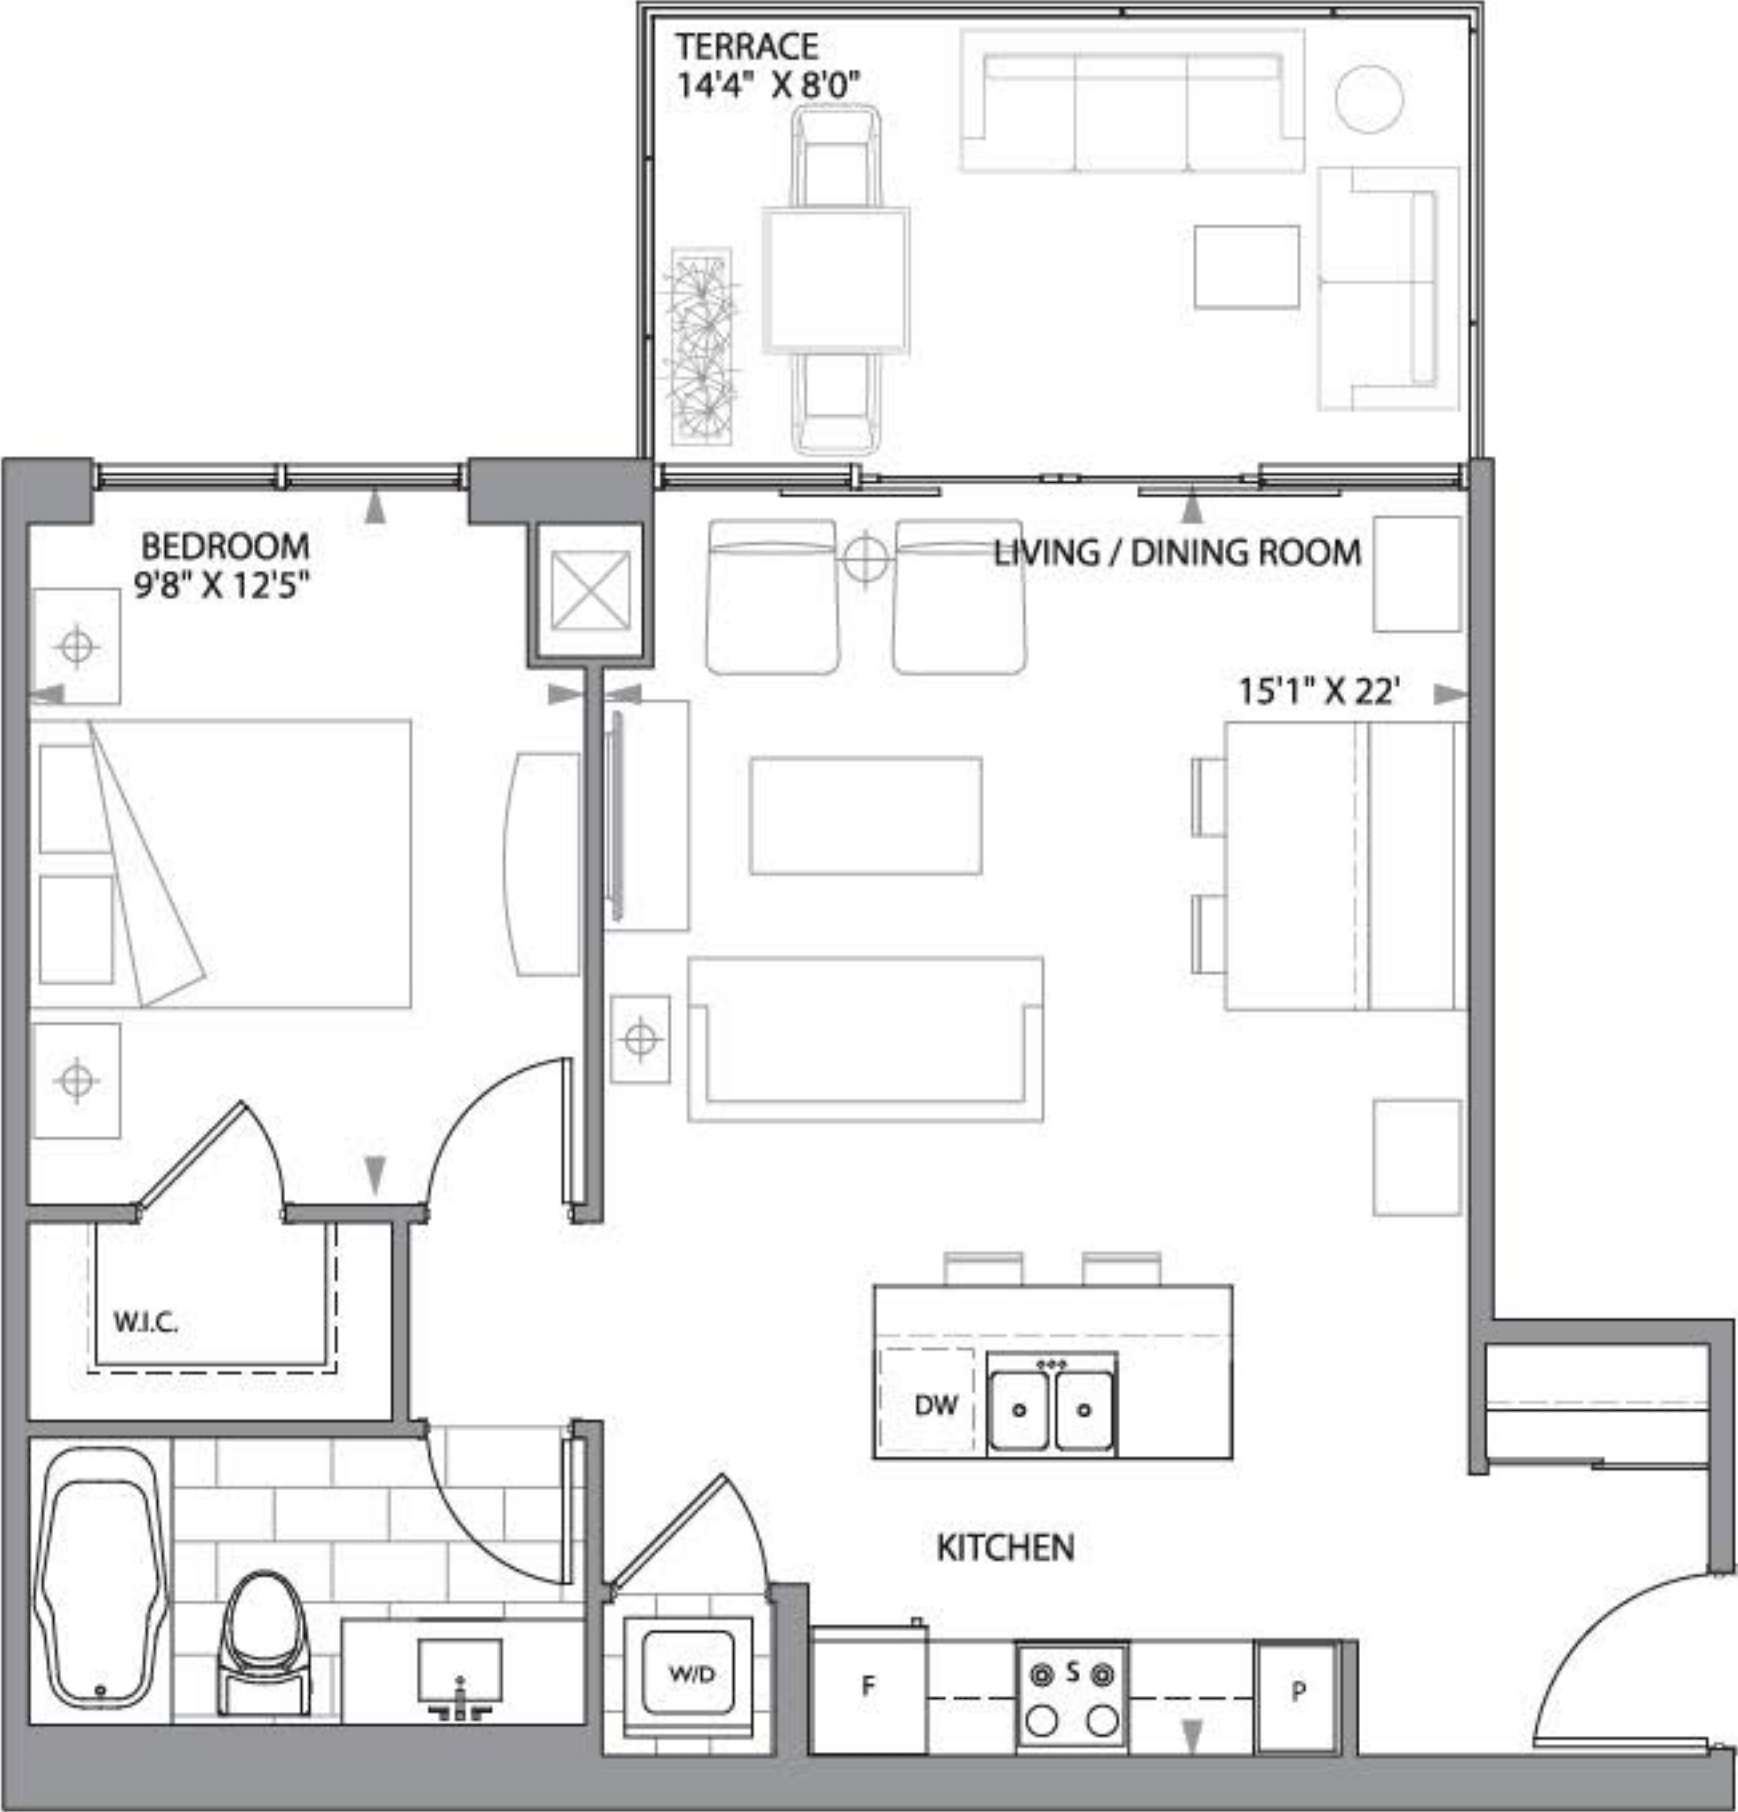 TERRACE
14'4" X 8'0"
BEDROOM
9'8" X 12'5"
LIVING / DINING ROOM
15'1" X 22'
W.I.C.
DW
KITCHEN
W/D
F
S
P